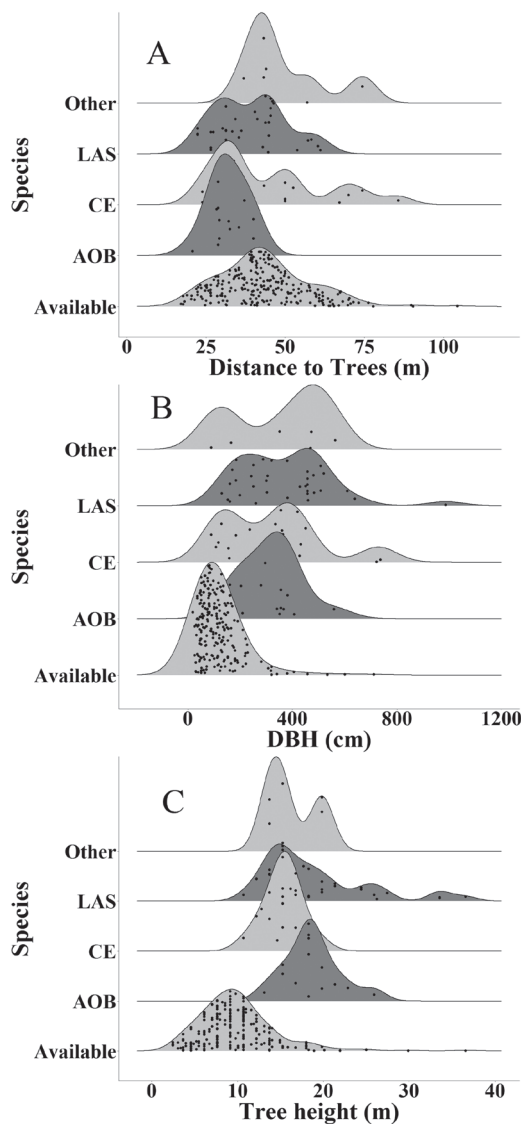 A
Other
LAS
CE
AOB
Available
Species
0 25 50 75 100
Distance to Trees (m)
B
Other
LAS
CE
AOB
Available
Species
0 400 800 1200
DBH (cm)
C
Other
LAS
CE
AOB
Available
Species
0 10 20 30 40
Tree height (m)